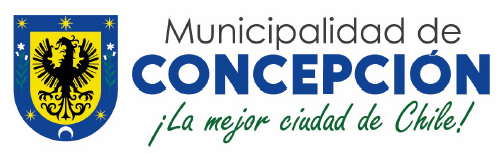 Municipalidad de
CONCEPCIÓN
¡La mejor ciudad de Chile!